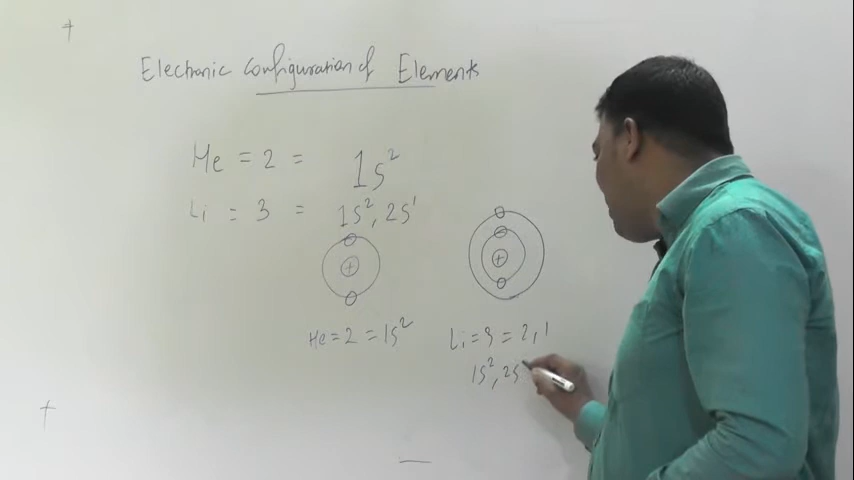 Electronic Configuration of Elements
He = 2 = 1s²
Li = 3 = 1s², 2s¹
+
+
He = 2 = 1s²
Li = 3 = 2, 1
1s², 2s